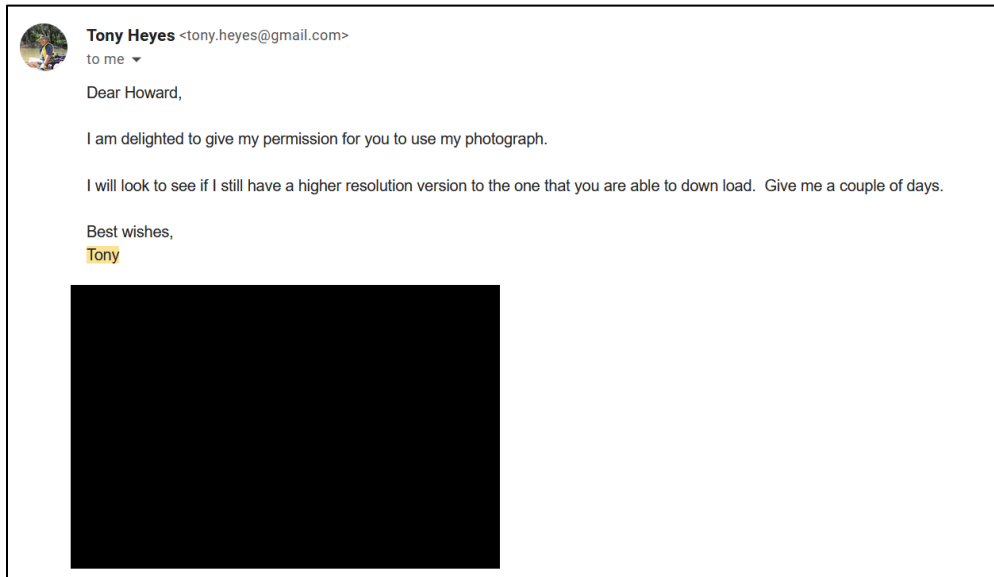 Tony Heyes <tony.heyes@gmail.com>
to me
Dear Howard,
I am delighted to give my permission for you to use my photograph.
I will look to see if I still have a higher resolution version to the one that you are able to down load.  Give me a couple of days.
Best wishes,
Tony